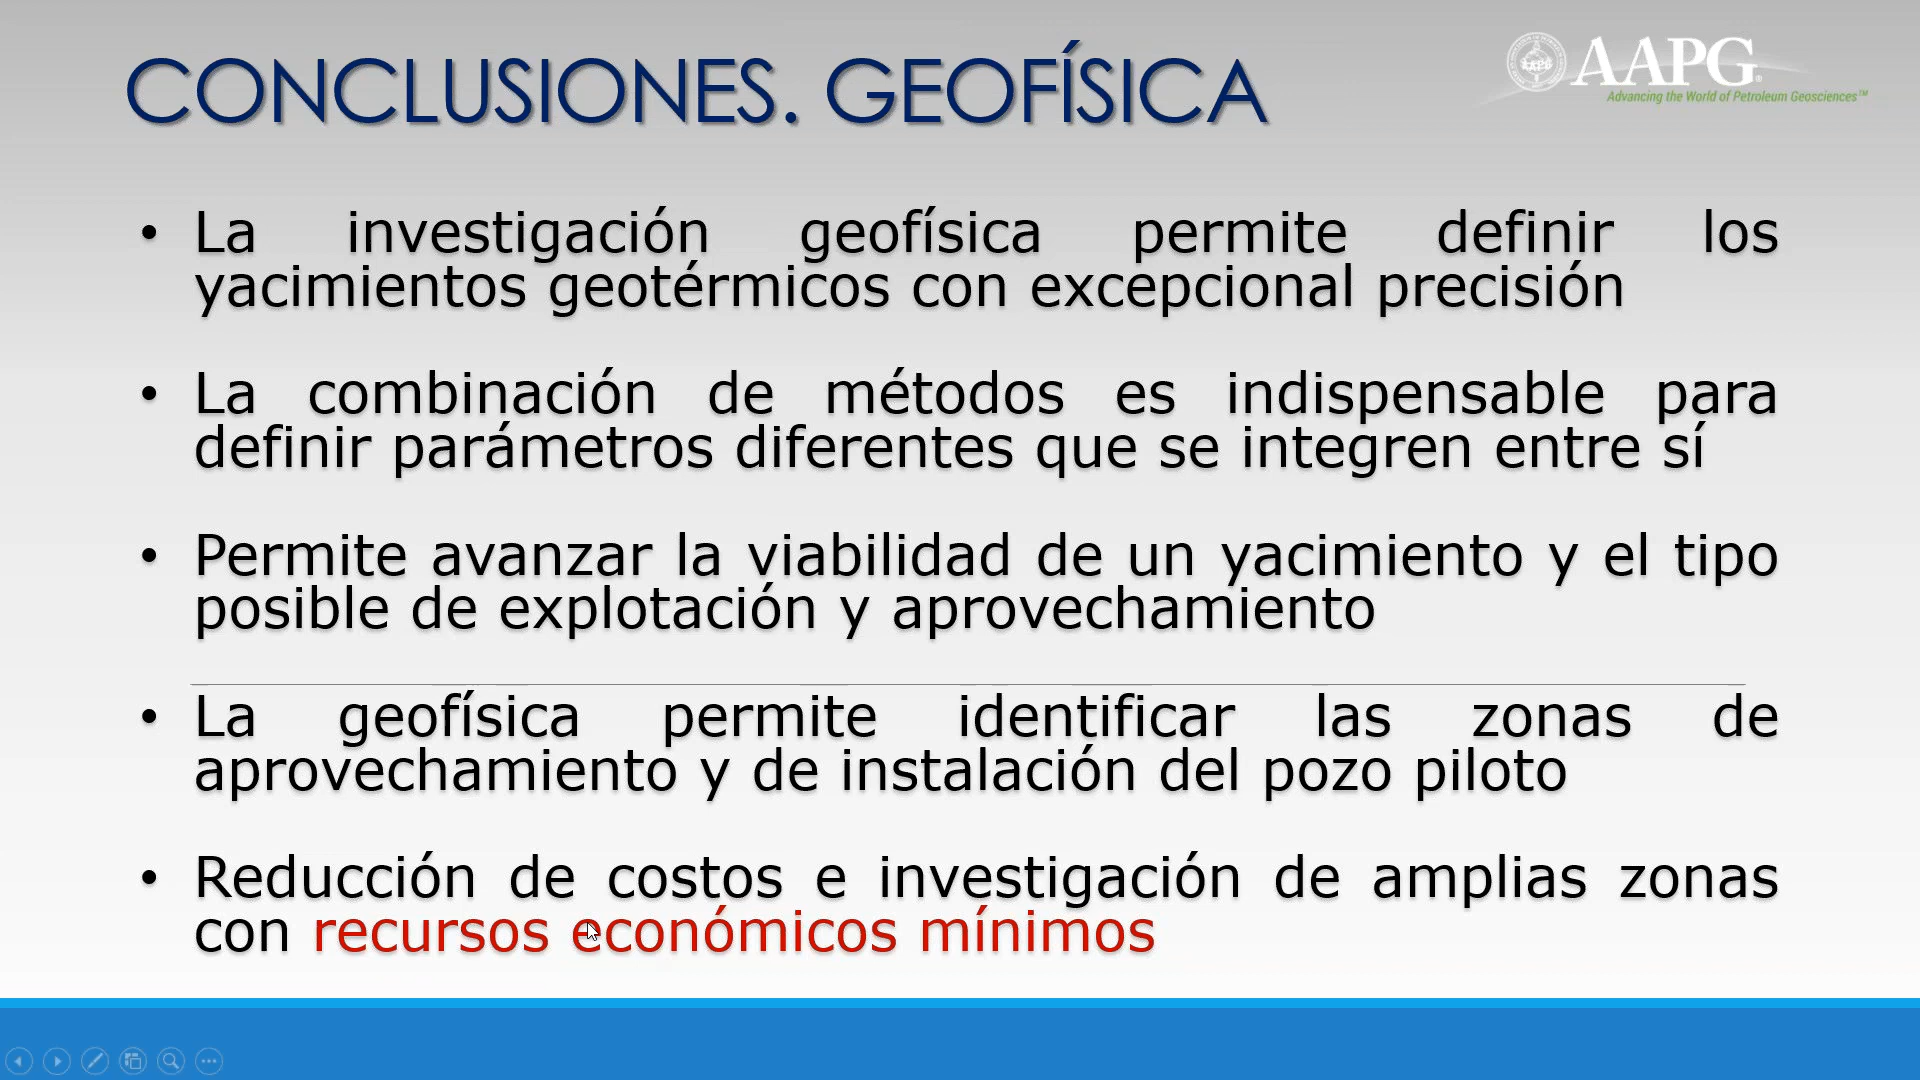 CONCLUSIONES. GEOFÍSICA
AAPG
Advancing the World of Petroleum Geosciences™
• La investigación geofísica permite definir los
yacimientos geotérmicos con excepcional precisión
• La combinación de métodos es indispensable para
definir parámetros diferentes que se integren entre sí
• Permite avanzar la viabilidad de un yacimiento y el tipo
posible de explotación y aprovechamiento
• La geofísica permite identificar las zonas de
aprovechamiento y de instalación del pozo piloto
• Reducción de costos e investigación de amplias zonas
con recursos económicos mínimos